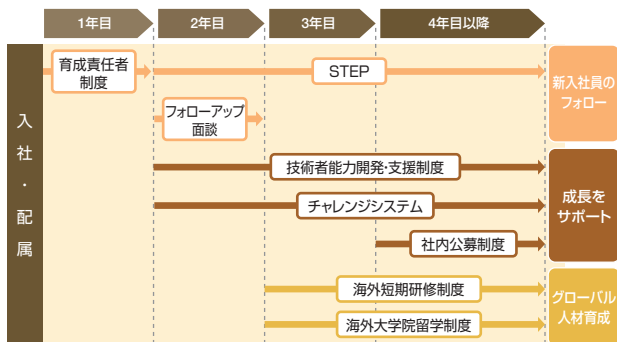 1年目
2年目
3年目
4年目以降
入社・配属
育成責任者
制度
STEP
新入社員の
フォロー
フォローアップ
面談
技術者能力開発・支援制度
チャレンジシステム
社内公募制度
成長を
サポート
海外短期研修制度
海外大学院留学制度
グローバル
人材育成